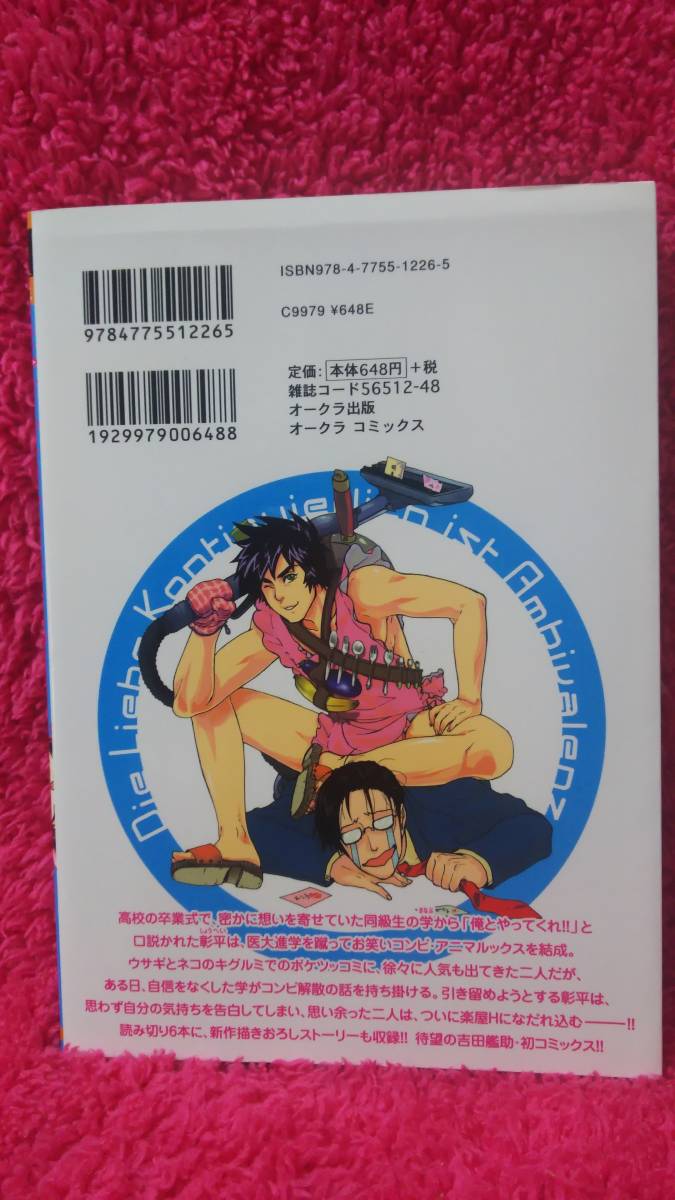 ISBN978-4-7755-1226-5
9784775512265
C9979 ¥648E
定価:本体648円+税
雑誌コード56512-48
オークラ出版
オークラ コミックス
1929979006488
Die Liebe ist Ambivalenz
高校の卒業式で、密かに想いを寄せていた同級生の学から「俺とやってくれ!!」と
まなぶ
口説かれた彰平は、医大進学を蹴ってお笑いコンビ・アニマルックスを結成。
しょうへい
ウサギとネコのキグルミでのボケツッコミに、徐々に人気も出てきた二人だが、
ある日、自信をなくした学がコンビ解散の話を持ち掛ける。引き留めようとする彰平は、
思わず自分の気持ちを告白してしまい、思い余った二人は、ついに楽屋Hになだれ込む———!!
読み切り6本に、新作描きおろしストーリーも収録!! 待望の吉田艦助・初コミックス!!